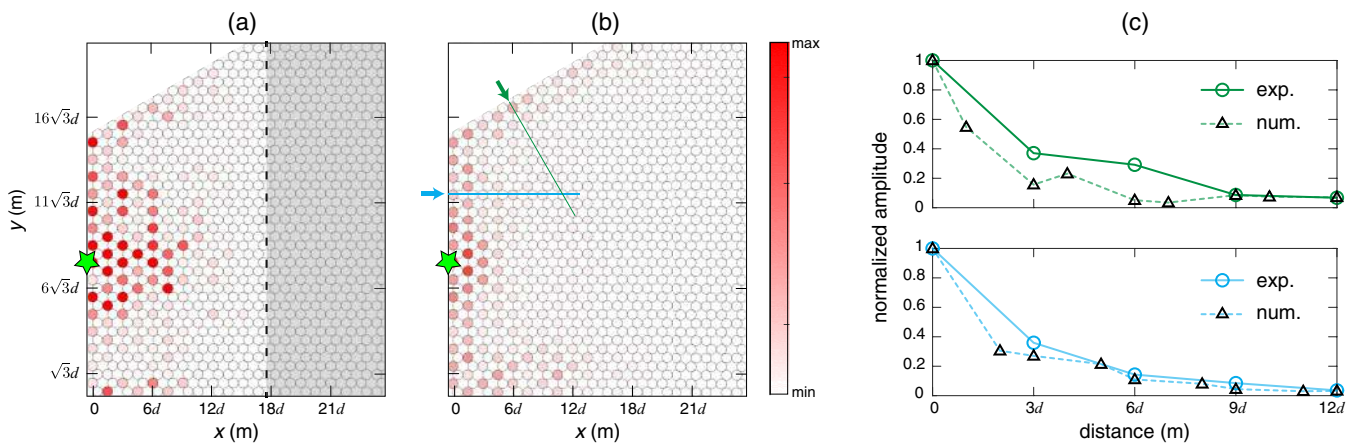 (a)
(b)
(c)
16√3d
11√3d
6√3d
√3d
y (m)
0 6d 12d 18d 21d
x (m)
0 6d 12d 18d 21d
x (m)
max
min
normalized amplitude
1
0.8
0.6
0.4
0.2
0
exp.
num.
1
0.8
0.6
0.4
0.2
0
exp.
num.
0 3d 6d 9d 12d
distance (m)